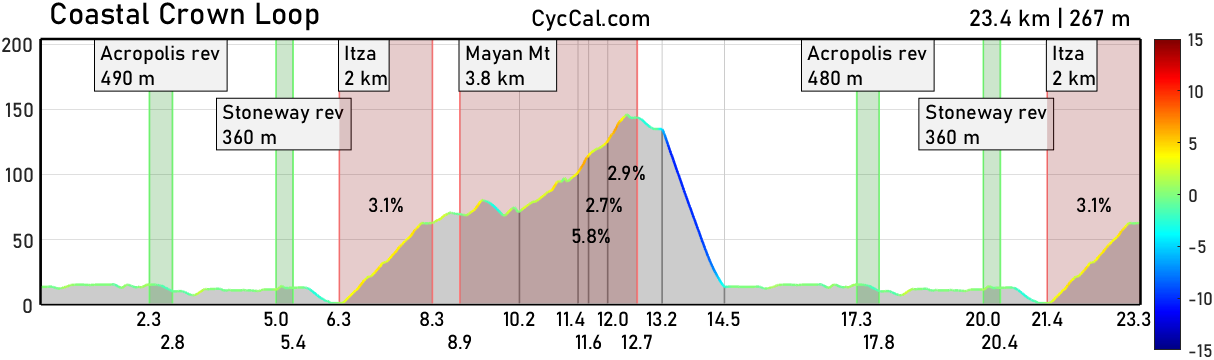 Coastal Crown Loop
CycCal.com
23.4 km | 267 m
200
150
100
50
0
Acropolis rev
490 m
Stoneway rev
360 m
Itza
2 km
Mayan Mt
3.8 km
Acropolis rev
480 m
Stoneway rev
360 m
Itza
2 km
3.1%
2.9%
2.7%
5.8%
3.1%
2.3
5.0
6.3
8.3
10.2
11.4
12.0
13.2
14.5
17.3
20.0
21.4
23.3
2.8
5.4
8.9
11.6
12.7
17.8
20.4
15
10
5
0
−5
−10
−15